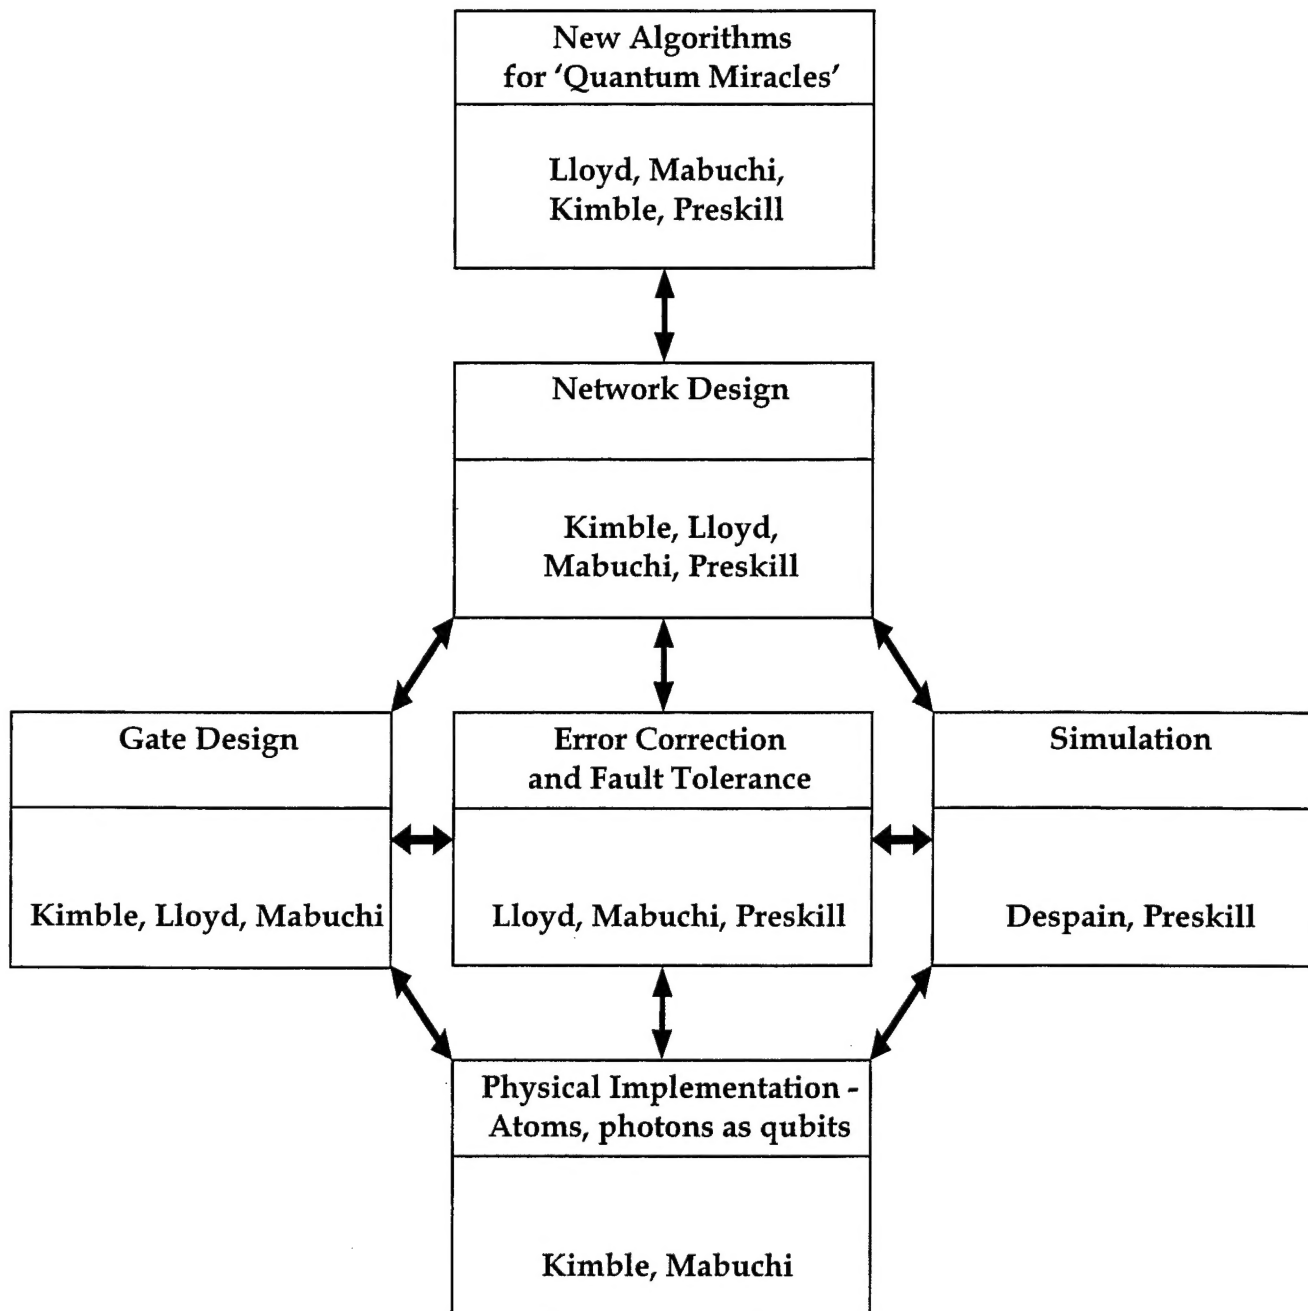 New Algorithms
for ‘Quantum Miracles’
Lloyd, Mabuchi,
Kimble, Preskill
Network Design
Kimble, Lloyd,
Mabuchi, Preskill
Gate Design
Kimble, Lloyd, Mabuchi
Error Correction
and Fault Tolerance
Lloyd, Mabuchi, Preskill
Simulation
Despain, Preskill
Physical Implementation -
Atoms, photons as qubits
Kimble, Mabuchi